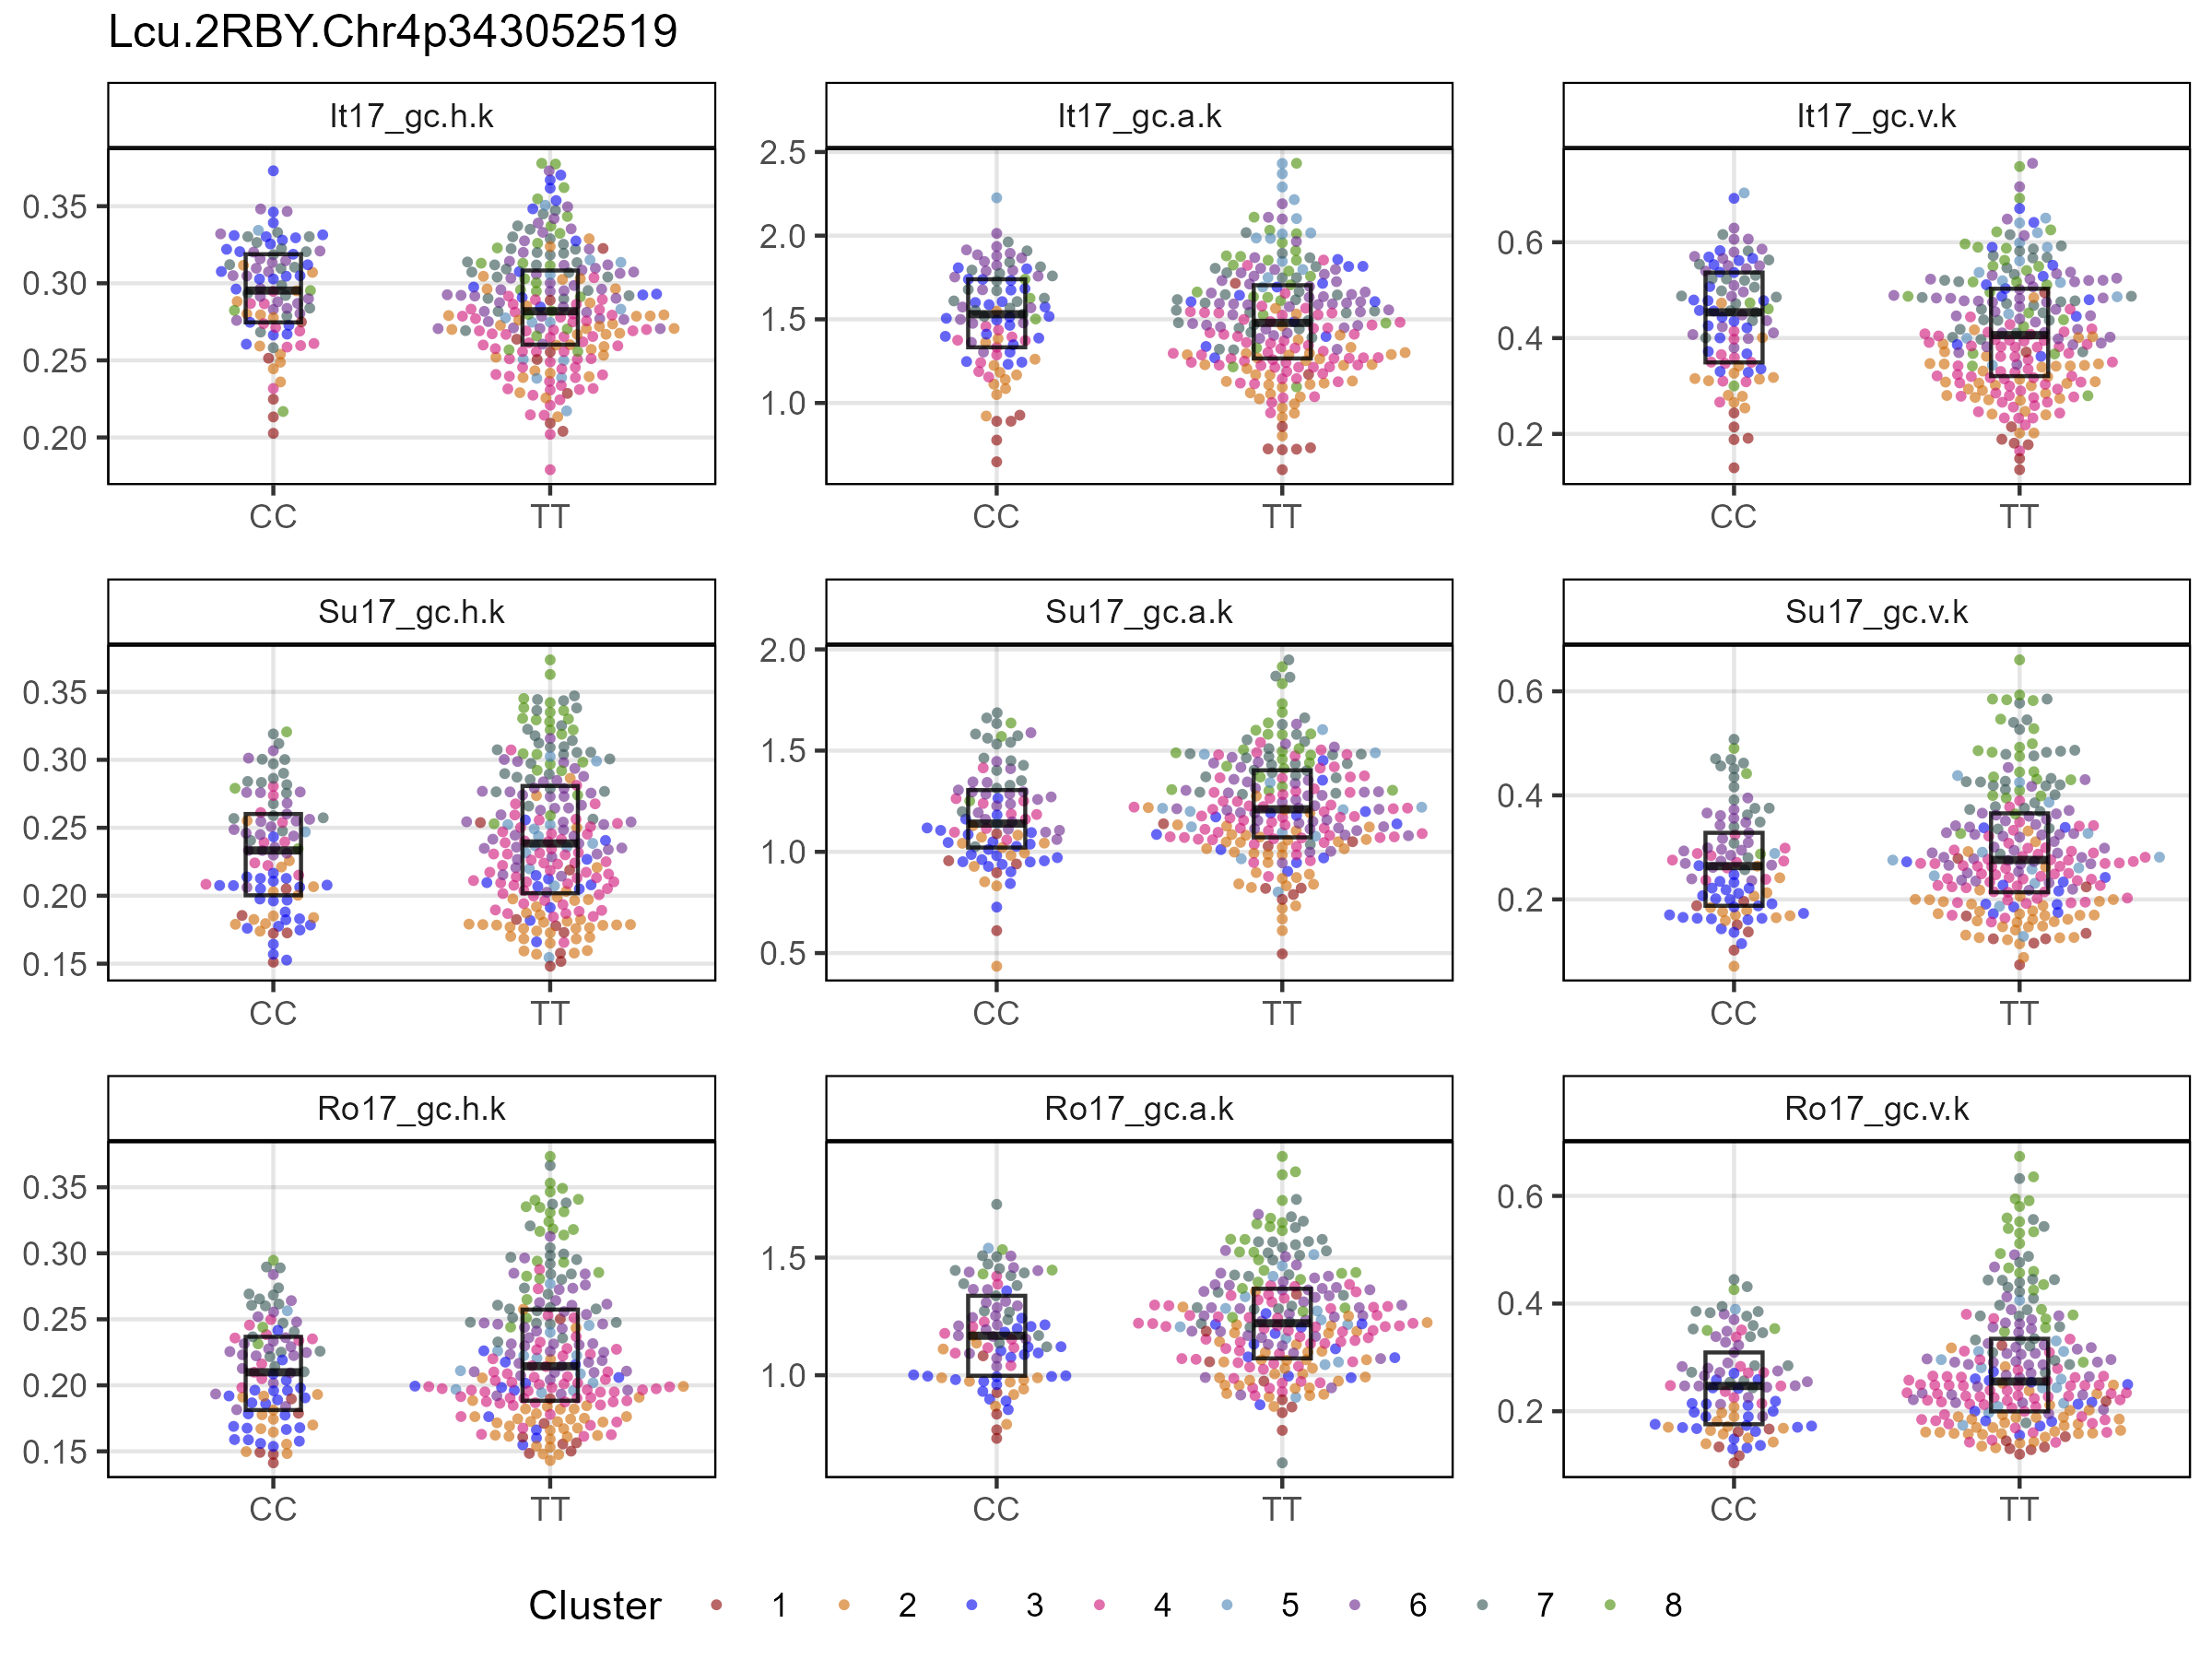 Lcu.2RBY.Chr4p343052519
It17_gc.h.k
It17_gc.a.k
It17_gc.v.k
0.35
0.30
0.25
0.20
CC
TT
2.5
2.0
1.5
1.0
CC
TT
0.6
0.4
0.2
CC
TT
Su17_gc.h.k
Su17_gc.a.k
Su17_gc.v.k
0.35
0.30
0.25
0.20
0.15
CC
TT
2.0
1.5
1.0
0.5
CC
TT
0.6
0.4
0.2
CC
TT
Ro17_gc.h.k
Ro17_gc.a.k
Ro17_gc.v.k
0.35
0.30
0.25
0.20
0.15
CC
TT
1.5
1.0
CC
TT
0.6
0.4
0.2
CC
TT
Cluster 1 2 3 4 5 6 7 8